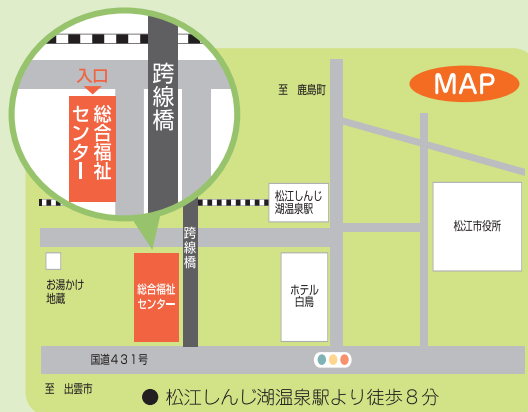 入口
跨線橋
総合福祉
センター
至 鹿島町
MAP
松江しんじ
湖温泉駅
松江市役所
跨線橋
お湯かけ
地蔵
総合福祉
センター
ホテル
白鳥
国道431号
至 出雲市
●松江しんじ湖温泉駅より徒歩8分